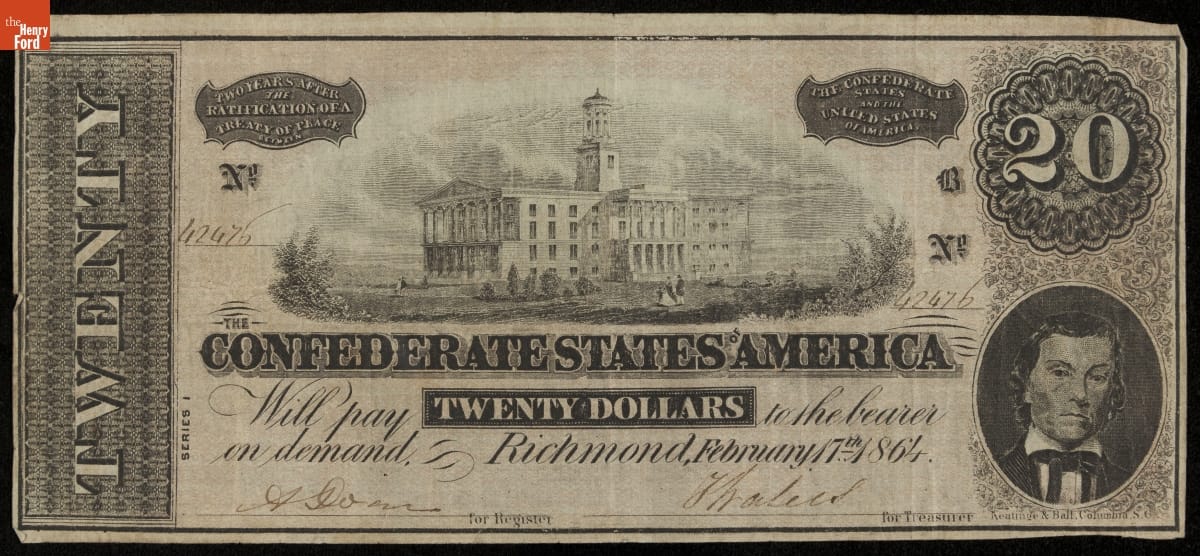 the
Henry
Ford
TWENTY
TWO YEARS AFTER
THE
RATIFICATION OF A
TREATY OF PEACE
BETWEEN
THE CONFEDERATE
STATES
AND THE
UNITED STATES
OF AMERICA
20
No.
B
42476
No.
42476
THE
CONFEDERATE STATES OF AMERICA
SERIES 1
Will pay TWENTY DOLLARS to the bearer
on demand. Richmond, February 17th 1864.
for Register
for Treasurer
Keatinge & Ball, Columbia, S.C.